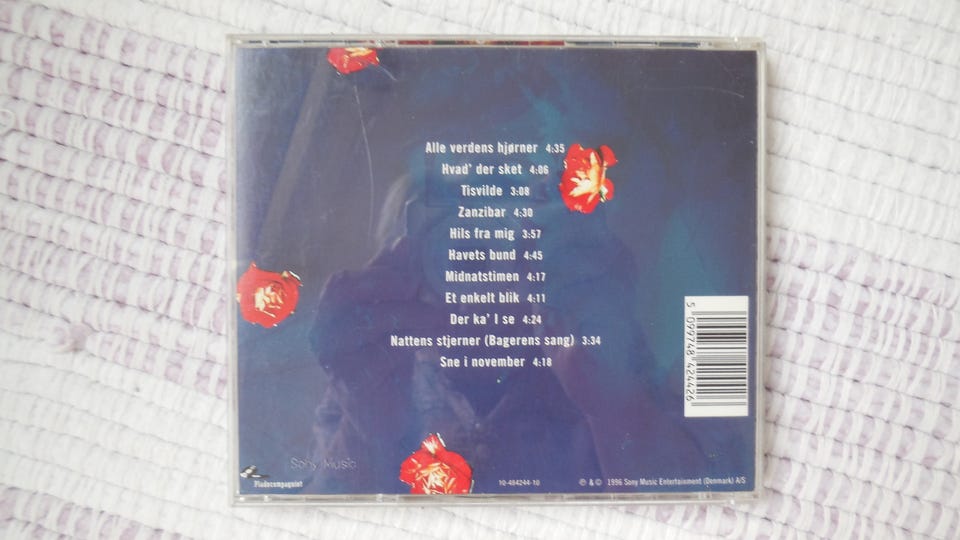 Alle verdens hjørner 4:35
Hvad' der sket 4:06
Tisvilde 3:08
Zanzibar 4:30
Hils fra mig 3:57
Havets bund 4:45
Midnatstimen 4:17
Et enkelt blik 4:11
Der ka' I se 4:24
Nattens stjerner (Bagerens sang) 3:34
Sne i november 4:18
5 099748 424426
Sony Music
Pladecompagniet
10-484244-10
℗ & © 1996 Sony Music Entertainment (Denmark) A/S